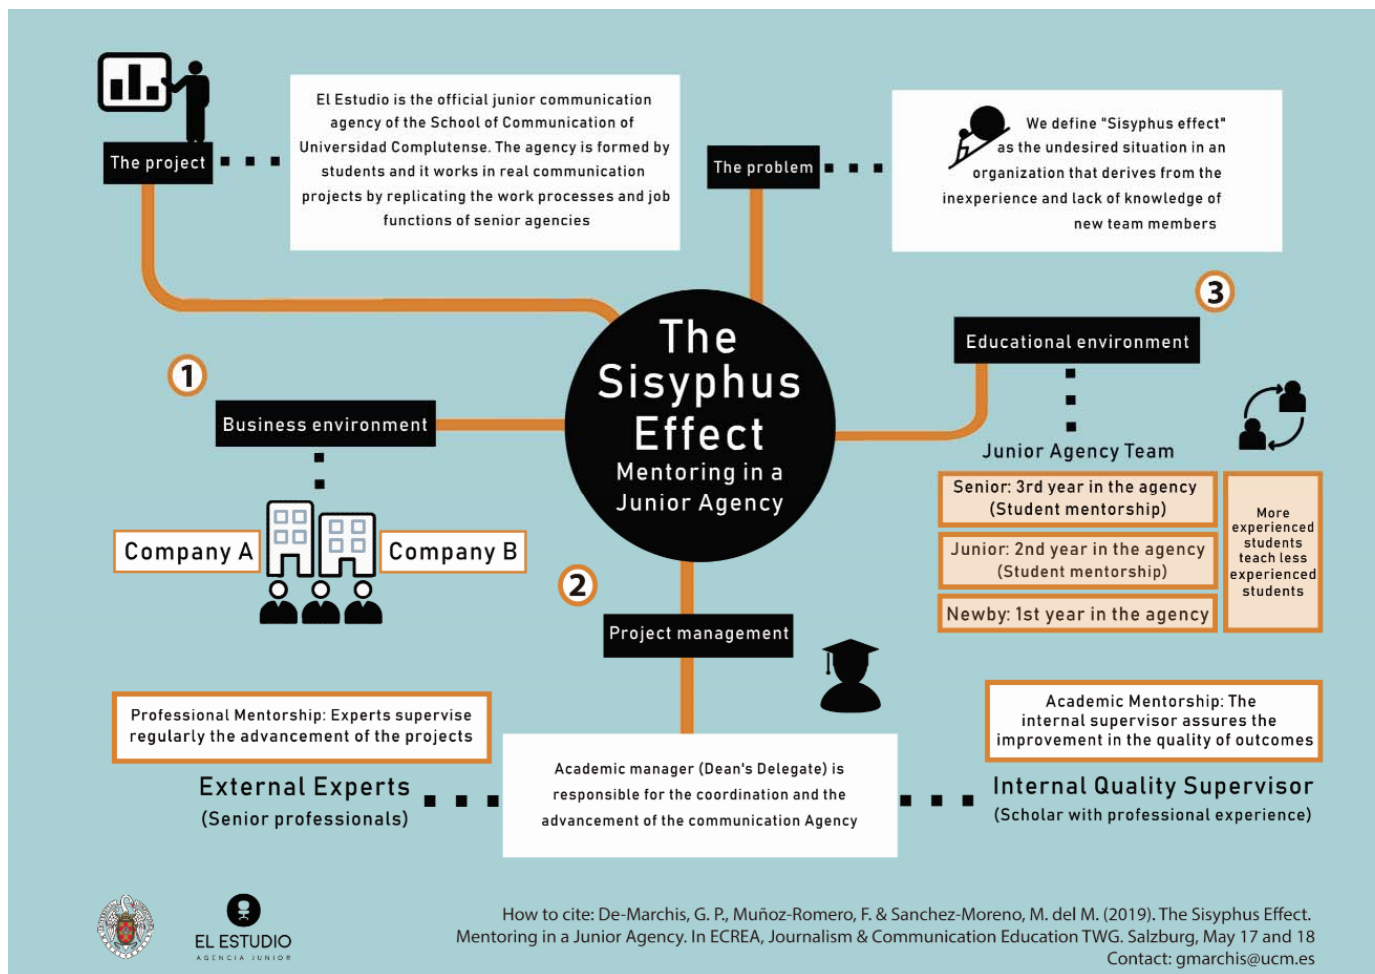 The project
El Estudio is the official junior communication
agency of the School of Communication of
Universidad Complutense. The agency is formed by
students and it works in real communication
projects by replicating the work processes and job
functions of senior agencies
The problem
We define "Sisyphus effect"
as the undesired situation in an
organization that derives from the
inexperience and lack of knowledge of
new team members
The
Sisyphus
Effect
Mentoring in a
Junior Agency
1
Business environment
Company A
Company B
2
Project management
3
Educational environment
Junior Agency Team
Senior: 3rd year in the agency
(Student mentorship)
Junior: 2nd year in the agency
(Student mentorship)
Newby: 1st year in the agency
More
experienced
students
teach less
experienced
students
Professional Mentorship: Experts supervise
regularly the advancement of the projects
External Experts
(Senior professionals)
Academic manager (Dean's Delegate) is
responsible for the coordination and the
advancement of the communication Agency
Academic Mentorship: The
internal supervisor assures the
improvement in the quality of outcomes
Internal Quality Supervisor
(Scholar with professional experience)
EL ESTUDIO
AGENCIA JUNIOR
How to cite: De-Marchis, G. P., Muñoz-Romero, F. & Sanchez-Moreno, M. del M. (2019). The Sisyphus Effect.
Mentoring in a Junior Agency. In ECREA, Journalism & Communication Education TWG. Salzburg, May 17 and 18
Contact: gmarchis@ucm.es